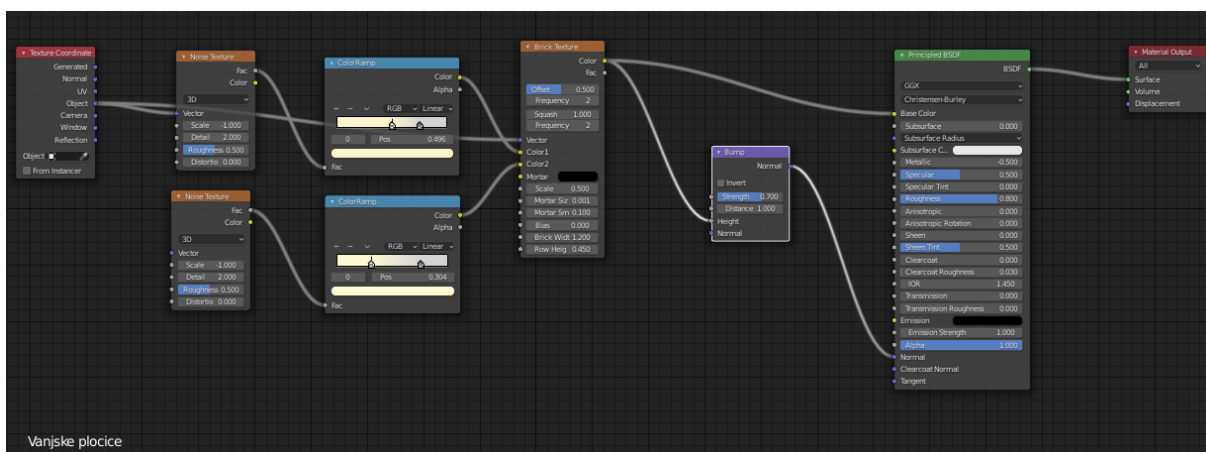 Texture Coordinate
Generated
Normal
UV
Object
Camera
Window
Reflection
Object
From Instancer
Noise Texture
Fac
Color
3D
Vector
Scale -1.000
Detail 2.000
Roughness 0.500
Distortio 0.000
Noise Texture
Fac
Color
3D
Vector
Scale -1.000
Detail 2.000
Roughness 0.500
Distortio 0.000
ColorRamp
Color
Alpha
RGB Linear
0 Pos 0.496
Fac
ColorRamp
Color
Alpha
RGB Linear
0 Pos 0.304
Fac
Brick Texture
Color
Fac
Offset 0.500
Frequency 2
Squash 1.000
Frequency 2
Vector
Color1
Color2
Mortar
Scale 0.500
Mortar Siz 0.001
Mortar Sm 0.100
Bias 0.000
Brick Widt 1.200
Row Heig 0.450
Bump
Normal
Invert
Strength 0.700
Distance 1.000
Height
Normal
Principled BSDF
BSDF
GGX
Christensen-Burley
Base Color
Subsurface 0.000
Subsurface Radius
Subsurface C...
Metallic -0.500
Specular 0.500
Specular Tint 0.000
Roughness 0.800
Anisotropic 0.000
Anisotropic Rotation 0.000
Sheen 0.000
Sheen Tint 0.500
Clearcoat 0.000
Clearcoat Roughness 0.030
IOR 1.450
Transmission 0.000
Transmission Roughness 0.000
Emission
Emission Strength 1.000
Alpha 1.000
Normal
Clearcoat Normal
Tangent
Material Output
All
Surface
Volume
Displacement
Vanjske plocice